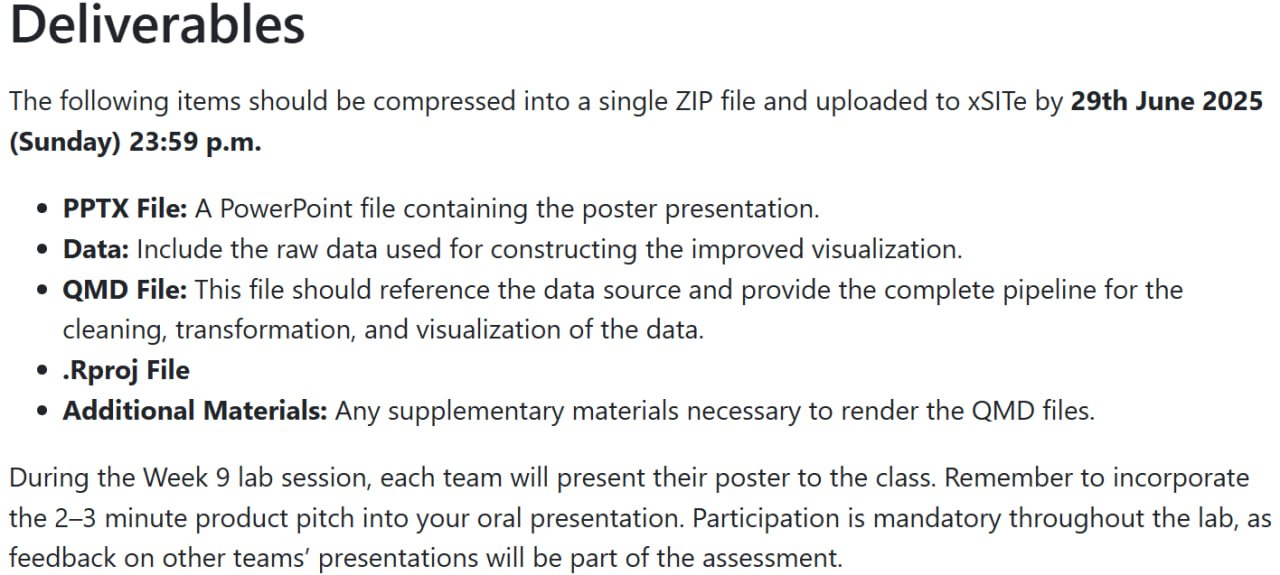 Deliverables
The following items should be compressed into a single ZIP file and uploaded to xSITe by 29th June 2025
(Sunday) 23:59 p.m.
• PPTX File: A PowerPoint file containing the poster presentation.
• Data: Include the raw data used for constructing the improved visualization.
• QMD File: This file should reference the data source and provide the complete pipeline for the
cleaning, transformation, and visualization of the data.
• .Rproj File
• Additional Materials: Any supplementary materials necessary to render the QMD files.
During the Week 9 lab session, each team will present their poster to the class. Remember to incorporate
the 2–3 minute product pitch into your oral presentation. Participation is mandatory throughout the lab, as
feedback on other teams’ presentations will be part of the assessment.